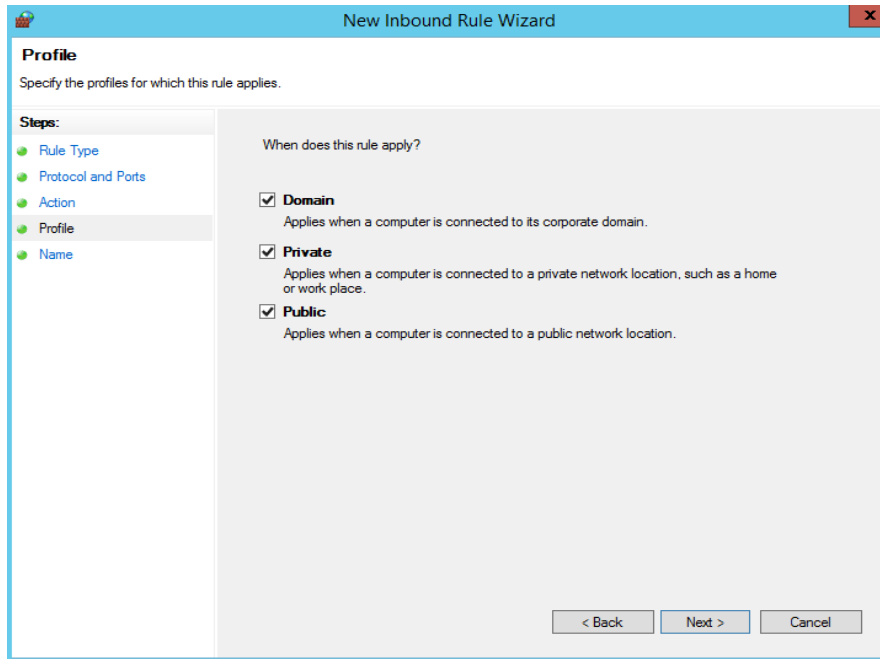 New Inbound Rule Wizard
x
Profile
Specify the profiles for which this rule applies.
Steps:
Rule Type
Protocol and Ports
Action
Profile
Name
When does this rule apply?
Domain
Applies when a computer is connected to its corporate domain.
Private
Applies when a computer is connected to a private network location, such as a home
or work place.
Public
Applies when a computer is connected to a public network location.
< Back
Next >
Cancel